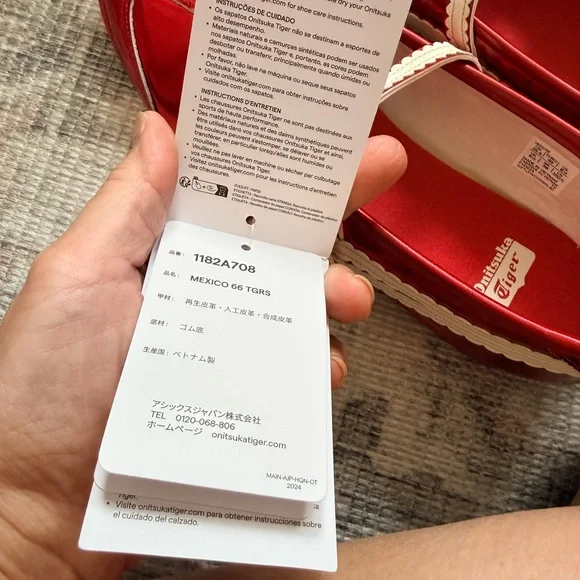 ne dry your Onitsuka
er.com for shoe care instructions.
INSTRUÇÕES DE CUIDADO
• Os sapatos Onitsuka Tiger não se destinam a esportes de
alto desempenho.
• Materiais naturais e camurças sintéticas podem ser usados
nos sapatos Onitsuka Tiger e, portanto, as cores podem
desbotar ou transferir, principalmente quando úmidas ou
molhadas.
• Por favor, não lave na máquina ou seque seus sapatos
Onitsuka Tiger.
• Visite onitsukatiger.com para obter instruções sobre
cuidados com os sapatos.
INSTRUCTIONS D'ENTRETIEN
• Les chaussures Onitsuka Tiger ne sont pas destinées aux
sports de haute performance.
• Des matériaux naturels et des daims synthétiques peuvent
être utilisés dans vos chaussures Onitsuka Tiger et ainsi,
les couleurs peuvent s'estomper, se délaver ou se
transférer, en particulier lorsqu'elles sont humides ou
mouillées.
• Veuillez ne pas laver en machine ou sécher par culbutage
vos chaussures Onitsuka Tiger.
• Visitez onitsukatiger.com pour les instructions d'entretien
des chaussures.
品番: 1182A708
品名: MEXICO 66 TGRS
甲材: 再生皮革・人工皮革・合成皮革
底材: ゴム底
生産国: ベトナム製
アシックスジャパン株式会社
TEL 0120-068-806
ホームページ onitsukatiger.com
MAIN-AJP-HQN-OT
2024
Tiger.
• Visite onitsukatiger.com para obtener instrucciones sobre
el cuidado del calzado.
Onitsuka
Tiger